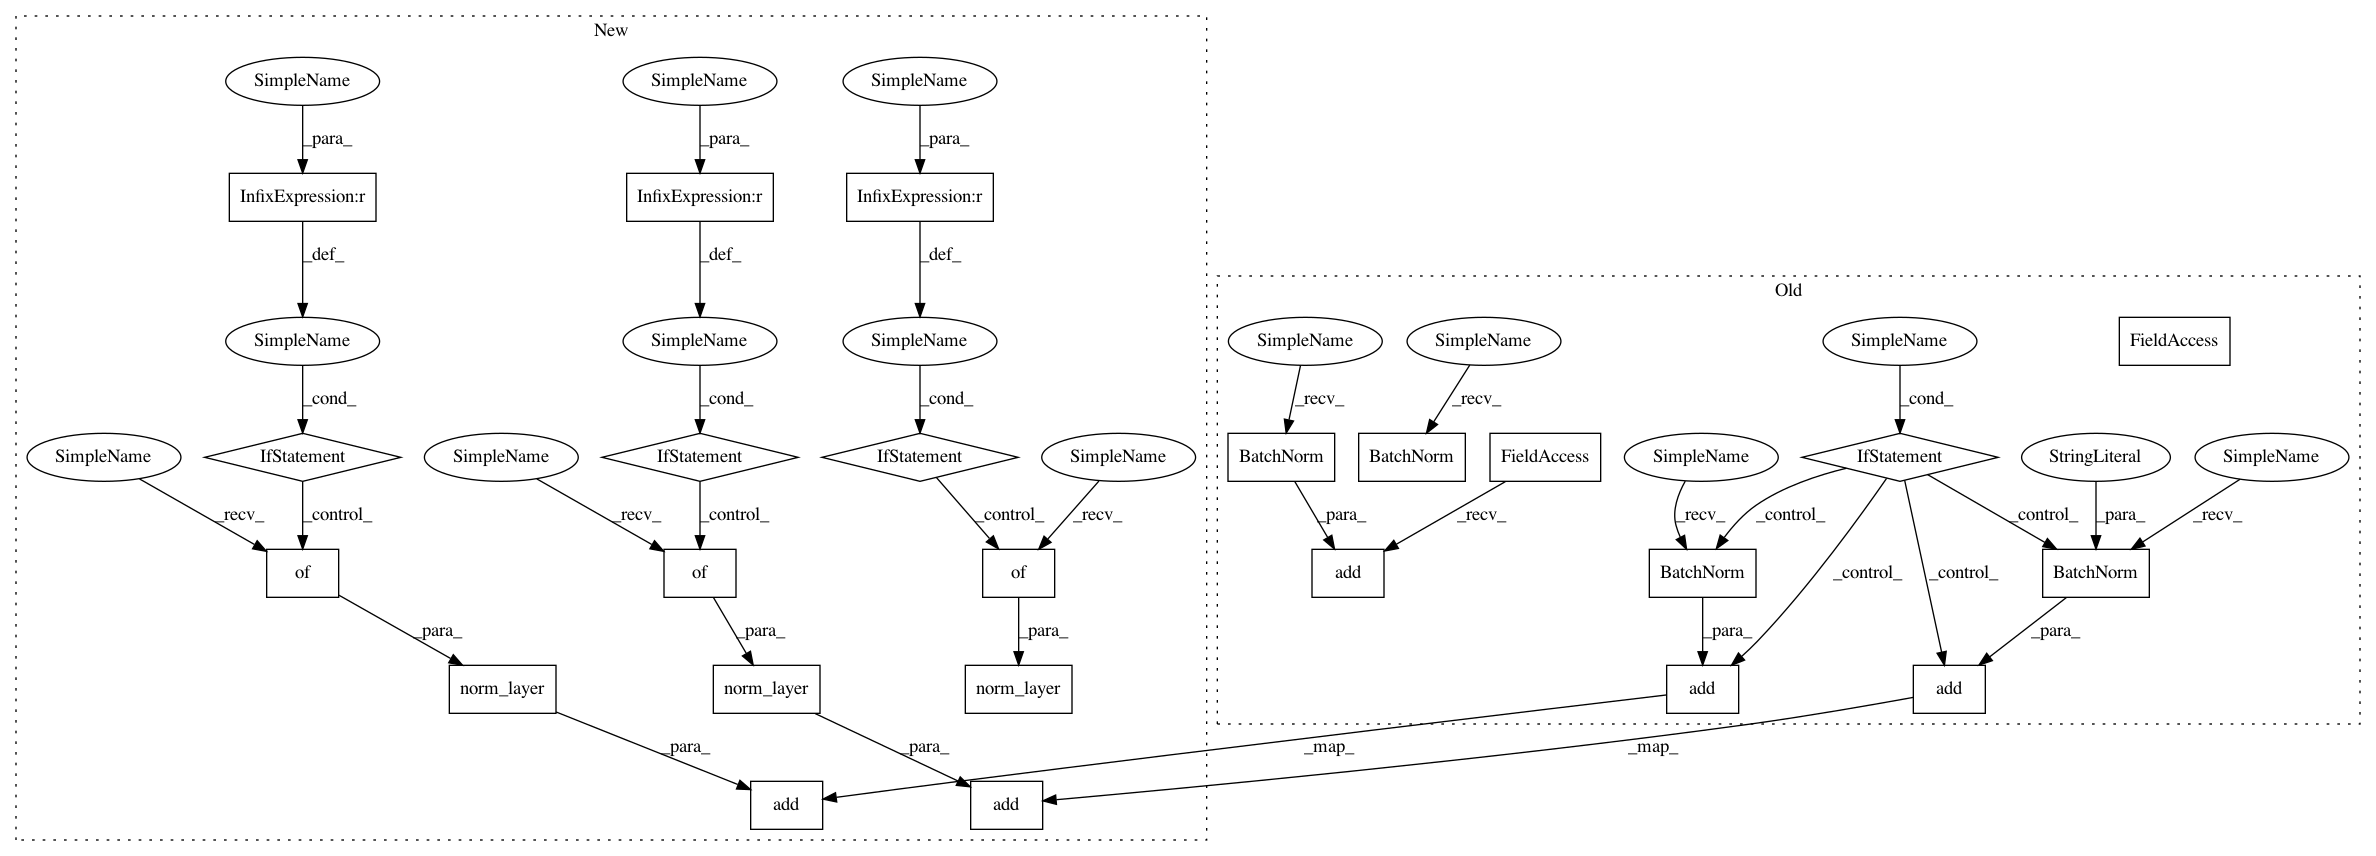 New
SimpleName
SimpleName
SimpleName
_para_
_para_
_para_
InfixExpression:r
InfixExpression:r
InfixExpression:r
_def_
_def_
_def_
SimpleName
SimpleName
SimpleName
_cond_
_cond_
_cond_
SimpleName
IfStatement
SimpleName
IfStatement
IfStatement
SimpleName
_recv_
_control_
_recv_
_control_
_control_
_recv_
of
of
of
_para_
_para_
_para_
norm_layer
norm_layer
norm_layer
_para_
_para_
add
add
Old
SimpleName
SimpleName
SimpleName
FieldAccess
_recv_
_recv_
_cond_
BatchNorm
BatchNorm
FieldAccess
SimpleName
IfStatement
StringLiteral
SimpleName
_para_
_recv_
_recv_
_control_
_control_
_para_
_recv_
add
BatchNorm
_control_
_control_
BatchNorm
_para_
_para_
add
add
_map_
_map_